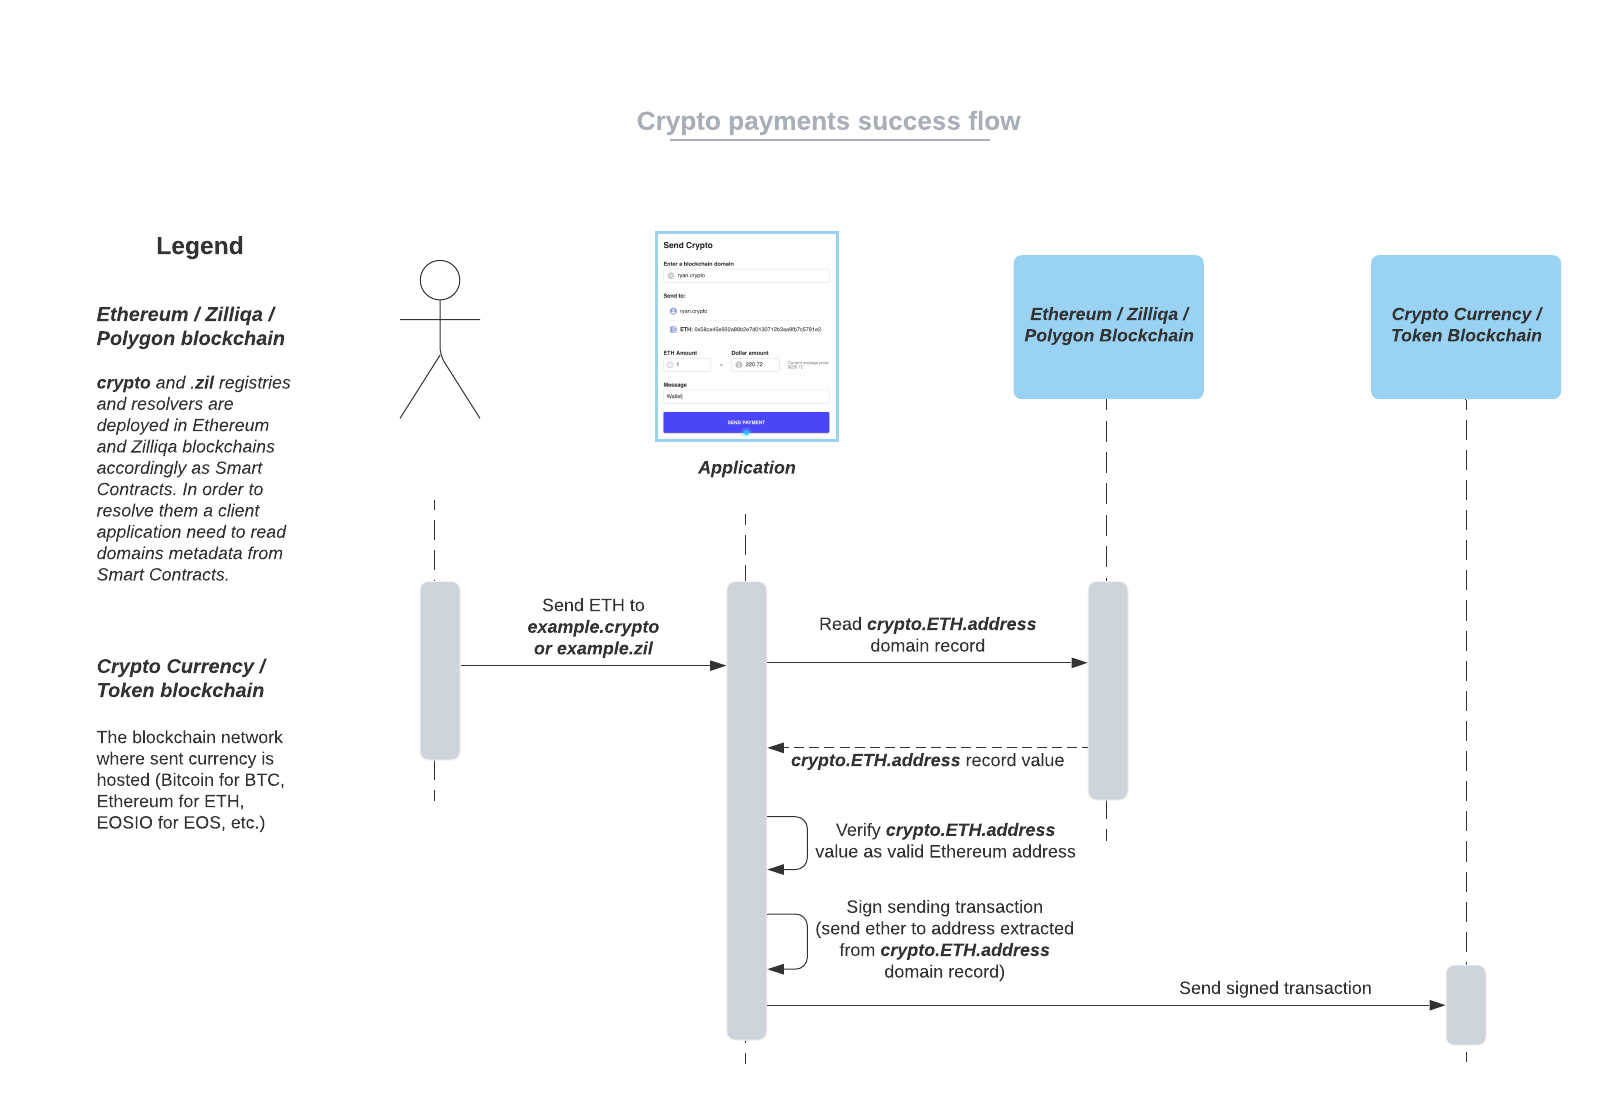 Crypto payments success flow
Legend
Ethereum / Zilliqa /
Polygon blockchain
crypto and .zil registries
and resolvers are
deployed in Ethereum
and Zilliqa blockchains
accordingly as Smart
Contracts. In order to
resolve them a client
application need to read
domains metadata from
Smart Contracts.
Crypto Currency /
Token blockchain
The blockchain network
where sent currency is
hosted (Bitcoin for BTC,
Ethereum for ETH,
EOSIO for EOS, etc.)
Send Crypto
Enter a blockchain domain
ryan.crypto
Send to:
ryan.crypto
ETH:
ETH Amount
Dollar amount
1
~
220.72
Current average price
$220.72
Message
Wallet
SEND PAYMENT
Application
Ethereum / Zilliqa /
Polygon Blockchain
Crypto Currency /
Token Blockchain
Send ETH to
example.crypto
or example.zil
Read crypto.ETH.address
domain record
crypto.ETH.address record value
Verify crypto.ETH.address
value as valid Ethereum address
Sign sending transaction
(send ether to address extracted
from crypto.ETH.address
domain record)
Send signed transaction